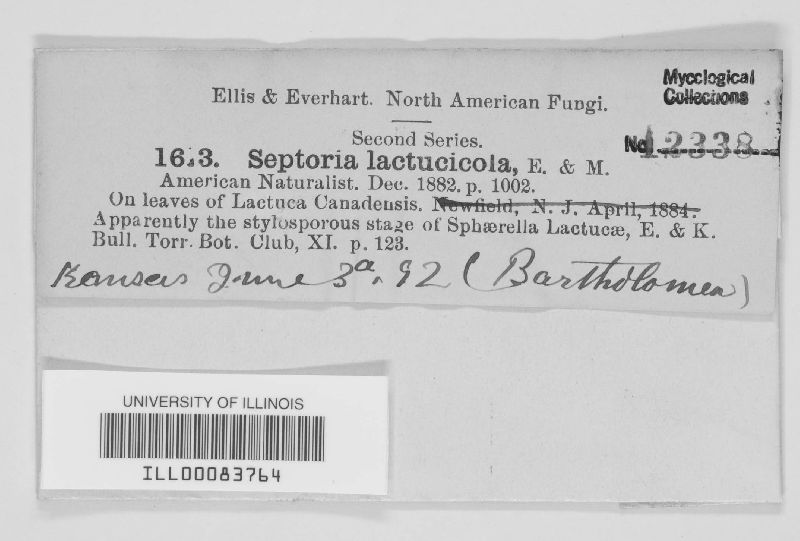 Ellis & Everhart. North American Fungi.
Mycological
Collections
Second Series.
No. 12338
Septoria lactucicola, E. & M.
American Naturalist. Dec. 1882. p. 1002.
On leaves of Lactuca Canadensis. Newfield, N. J. April, 1884.
Apparently the stylosporous stage of Sphærella Lactucæ, E. & K.
Bull. Torr. Bot. Club, XI. p. 123.
Kansas June 3d, 92 (Bartholomew)
UNIVERSITY OF ILLINOIS
ILL00083764